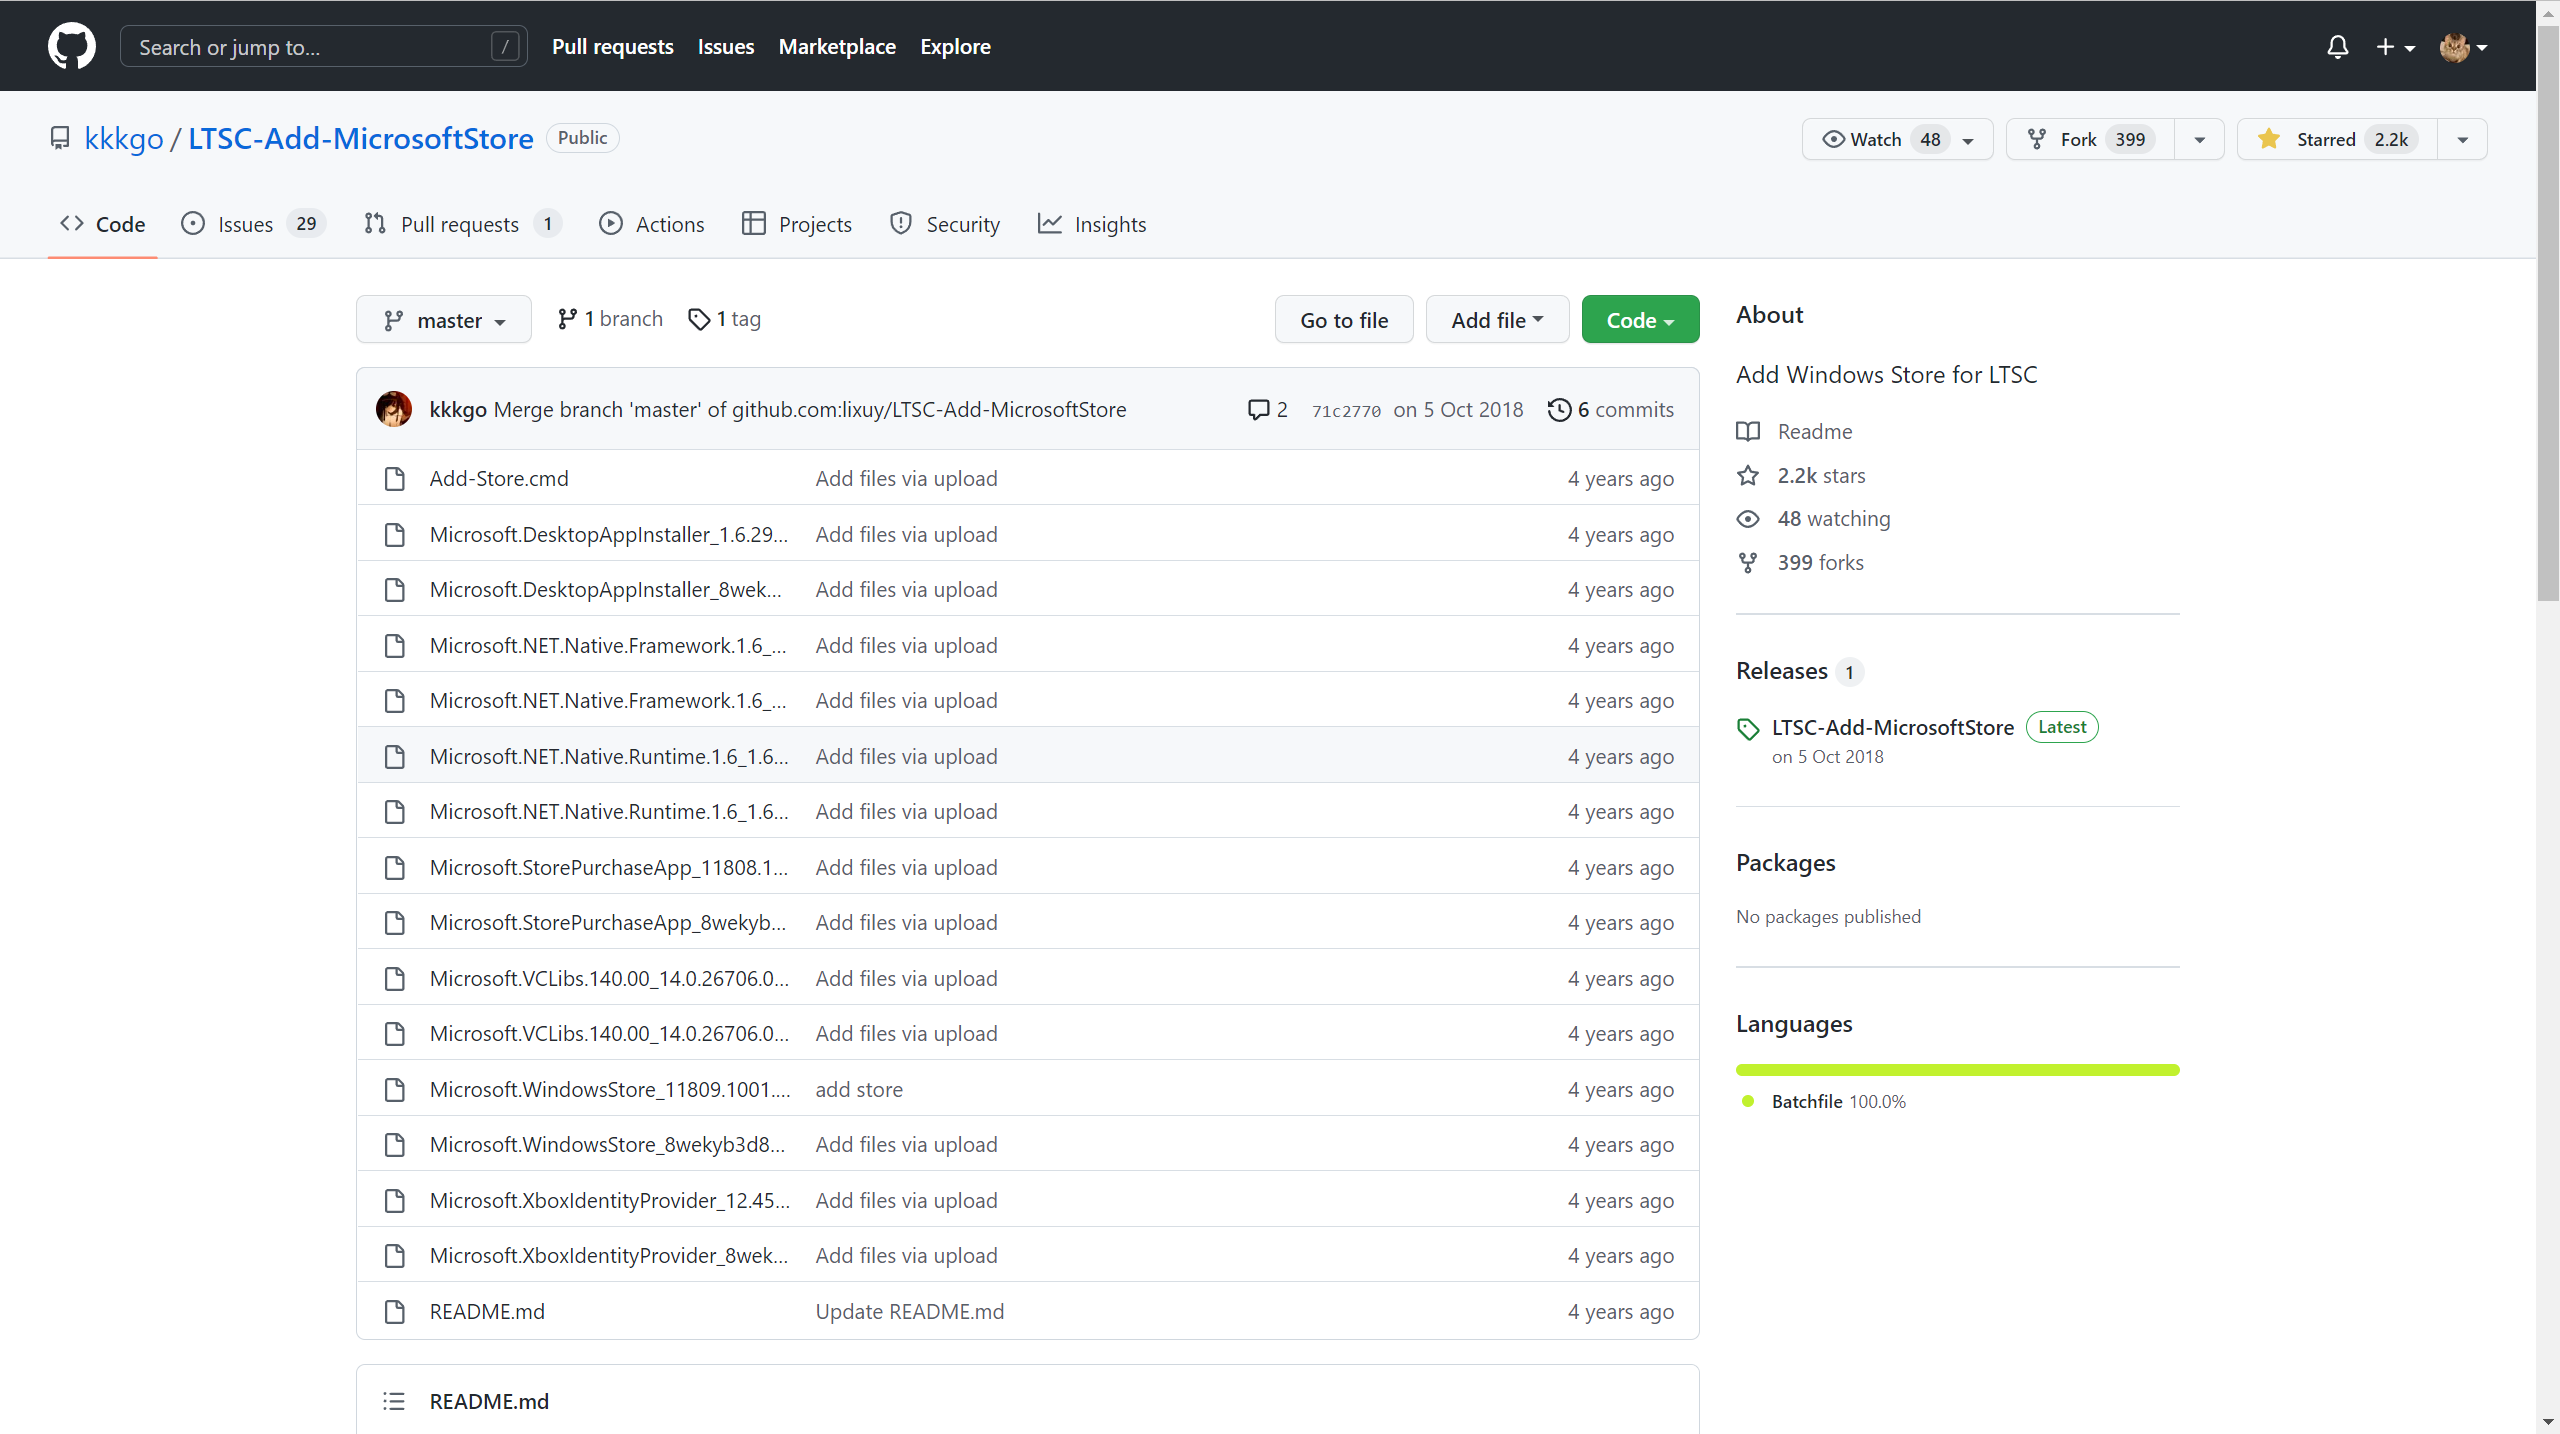 Search or jump to...
/
Pull requests
Issues
Marketplace
Explore
kkkgo / LTSC-Add-MicrosoftStore
Public
Watch 48
Fork 399
Starred 2.2k
Code
Issues 29
Pull requests 1
Actions
Projects
Security
Insights
master
1 branch
1 tag
Go to file
Add file
Code
kkkgo Merge branch 'master' of github.com:lixuy/LTSC-Add-MicrosoftStore
2
71c2770 on 5 Oct 2018
6 commits
Add-Store.cmd Add files via upload 4 years ago
Microsoft.DesktopAppInstaller_1.6.29... Add files via upload 4 years ago
Microsoft.DesktopAppInstaller_8wek... Add files via upload 4 years ago
Microsoft.NET.Native.Framework.1.6_... Add files via upload 4 years ago
Microsoft.NET.Native.Framework.1.6_... Add files via upload 4 years ago
Microsoft.NET.Native.Runtime.1.6_1.6... Add files via upload 4 years ago
Microsoft.NET.Native.Runtime.1.6_1.6... Add files via upload 4 years ago
Microsoft.StorePurchaseApp_11808.1... Add files via upload 4 years ago
Microsoft.StorePurchaseApp_8wekyb... Add files via upload 4 years ago
Microsoft.VCLibs.140.00_14.0.26706.0... Add files via upload 4 years ago
Microsoft.VCLibs.140.00_14.0.26706.0... Add files via upload 4 years ago
Microsoft.WindowsStore_11809.1001.... add store 4 years ago
Microsoft.WindowsStore_8wekyb3d8... Add files via upload 4 years ago
Microsoft.XboxIdentityProvider_12.45... Add files via upload 4 years ago
Microsoft.XboxIdentityProvider_8wek... Add files via upload 4 years ago
README.md Update README.md 4 years ago
README.md
About
Add Windows Store for LTSC
Readme
2.2k stars
48 watching
399 forks
Releases 1
LTSC-Add-MicrosoftStore Latest
on 5 Oct 2018
Packages
No packages published
Languages
Batchfile 100.0%